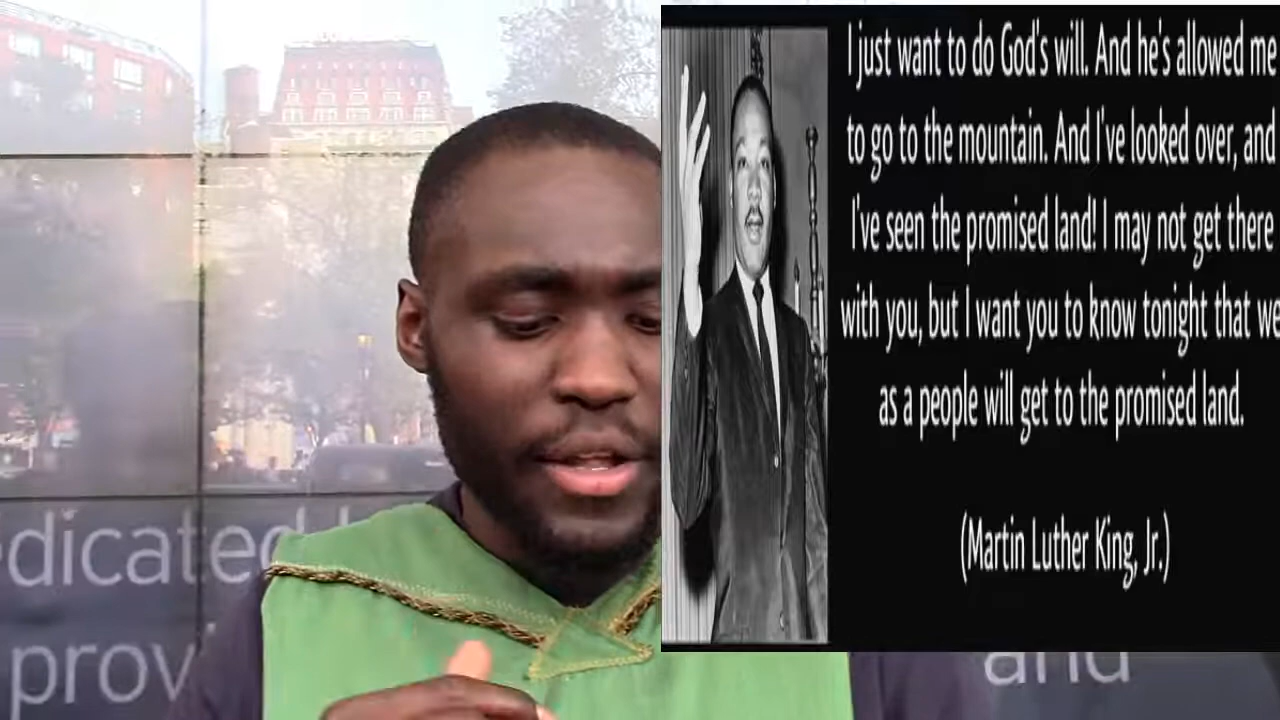 I just want to do God's will. And he's allowed me
to go to the mountain. And I've looked over, and
I've seen the promised land! I may not get there
with you, but I want you to know tonight that we
as a people will get to the promised land.
(Martin Luther King, Jr.)
edicated
prov
and